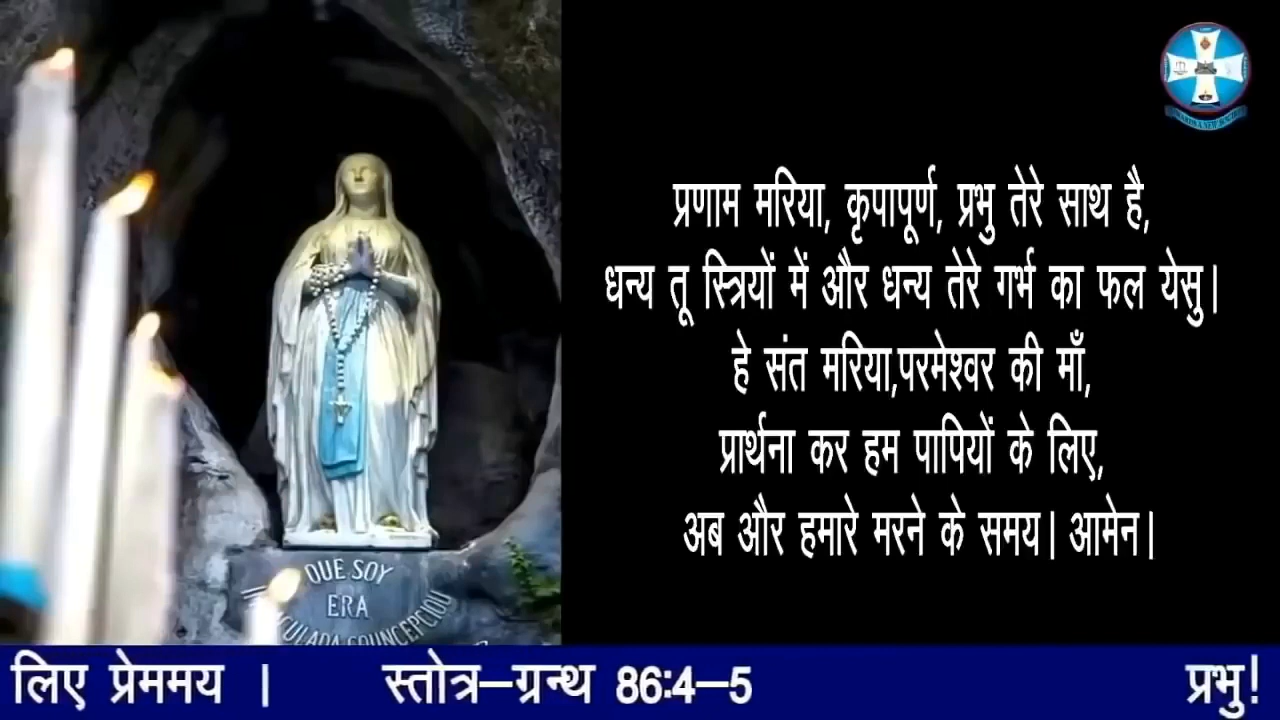 प्रणाम मरिया, कृपापूर्ण, प्रभु तेरे साथ है,
धन्य तू स्त्रियों में और धन्य तेरे गर्भ का फल येसु।
हे संत मरिया,परमेश्वर की माँ,
प्रार्थना कर हम पापियों के लिए,
अब और हमारे मरने के समय। आमेन।
QUE SOY
ERA
COUNCEPCIOU
लिए प्रेममय । स्तोत्र–ग्रन्थ 86:4–5 प्रभु!